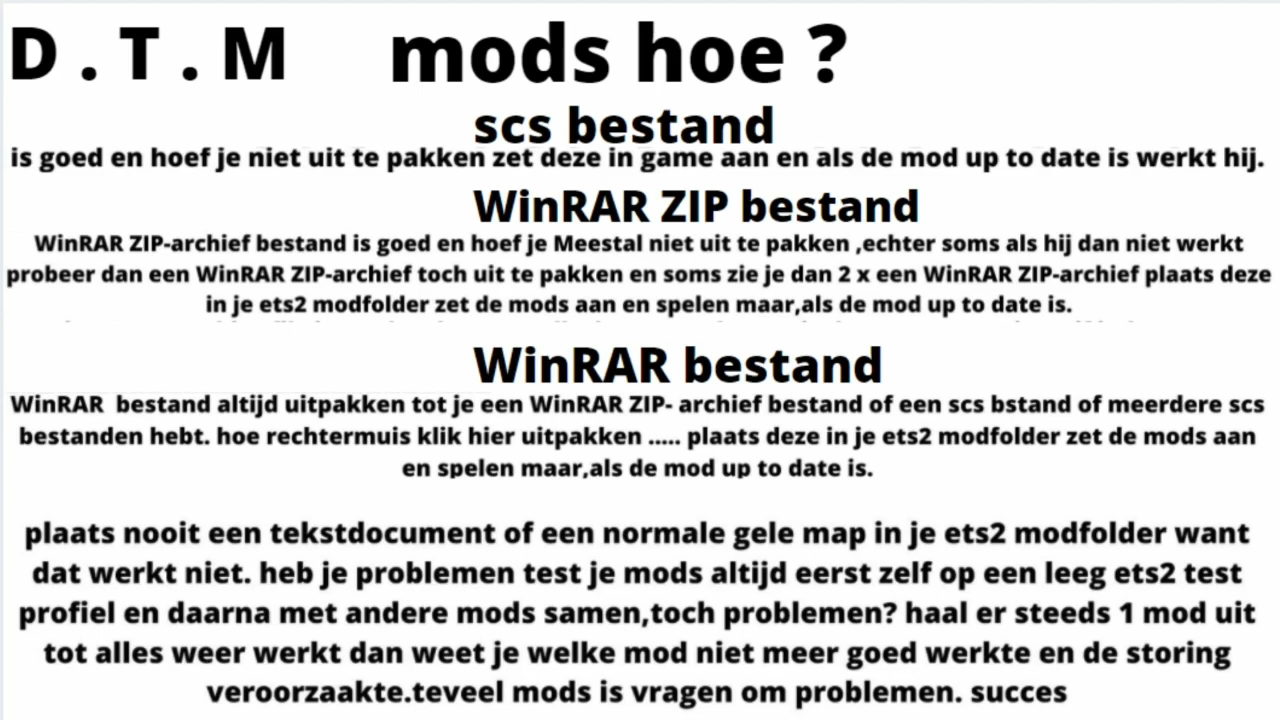 D . T . M mods hoe ?
scs bestand
is goed en hoef je niet uit te pakken zet deze in game aan en als de mod up to date is werkt hij.
WinRAR ZIP bestand
WinRAR ZIP-archief bestand is goed en hoef je Meestal niet uit te pakken ,echter soms als hij dan niet werkt
probeer dan een WinRAR ZIP-archief toch uit te pakken en soms zie je dan 2 x een WinRAR ZIP-archief plaats deze
in je ets2 modfolder zet de mods aan en spelen maar,als de mod up to date is.
WinRAR bestand
WinRAR bestand altijd uitpakken tot je een WinRAR ZIP- archief bestand of een scs bstand of meerdere scs
bestanden hebt. hoe rechtermuis klik hier uitpakken ..... plaats deze in je ets2 modfolder zet de mods aan
en spelen maar,als de mod up to date is.
plaats nooit een tekstdocument of een normale gele map in je ets2 modfolder want
dat werkt niet. heb je problemen test je mods altijd eerst zelf op een leeg ets2 test
profiel en daarna met andere mods samen,toch problemen? haal er steeds 1 mod uit
tot alles weer werkt dan weet je welke mod niet meer goed werkte en de storing
veroorzaakte.teveel mods is vragen om problemen. succes